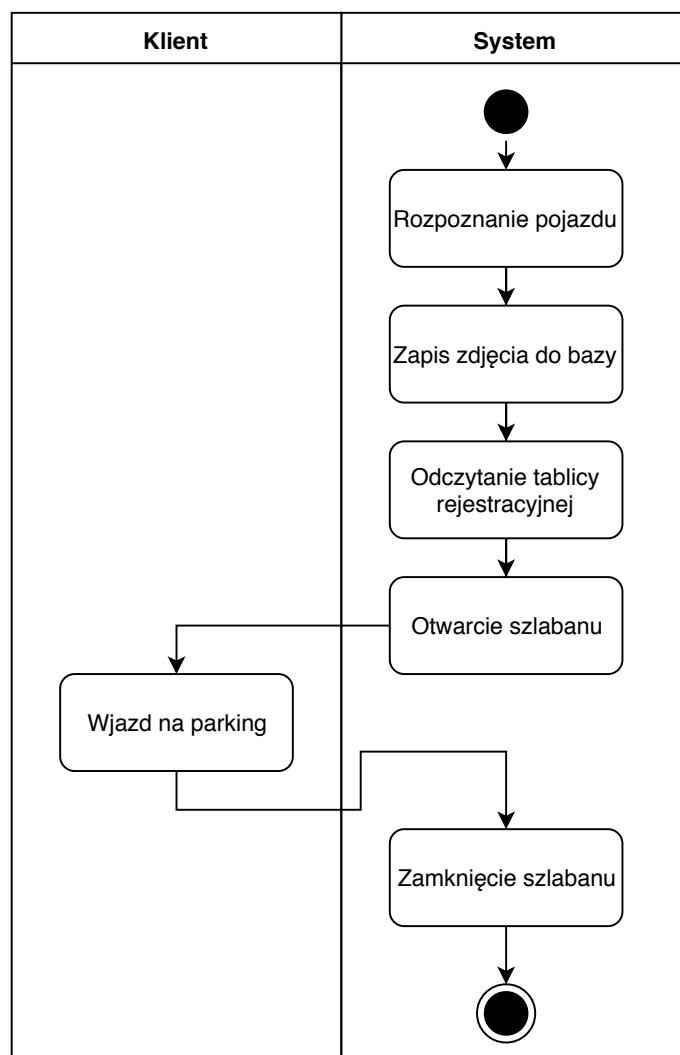 Klient
System
Rozpoznanie pojazdu
Zapis zdjęcia do bazy
Odczytanie tablicy
rejestracyjnej
Otwarcie szlabanu
Wjazd na parking
Zamknięcie szlabanu